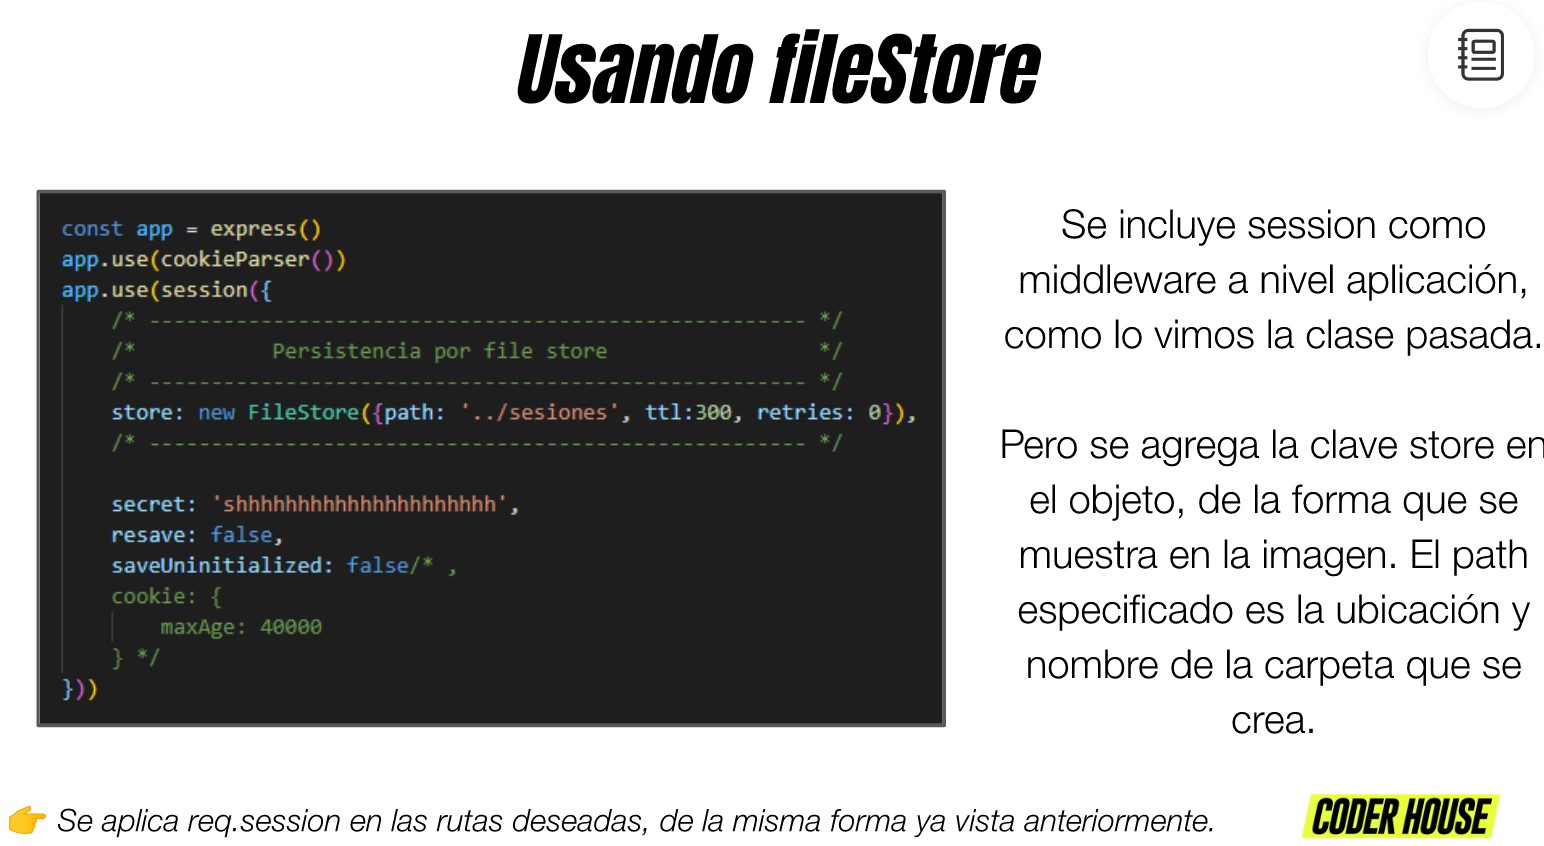 Usando fileStore
const app = express()
app.use(cookieParser())
app.use(session({
/* ----------------------------------------------------- */
/* Persistencia por file store */
/* ----------------------------------------------------- */
store: new FileStore({path: '../sesiones', ttl:300, retries: 0}),
/* ----------------------------------------------------- */
secret: 'shhhhhhhhhhhhhhhhhhhhh',
resave: false,
saveUninitialized: false/* ,
cookie: {
maxAge: 40000
} */
}))
Se incluye session como
middleware a nivel aplicación,
como lo vimos la clase pasada.
Pero se agrega la clave store en
el objeto, de la forma que se
muestra en la imagen. El path
especificado es la ubicación y
nombre de la carpeta que se
crea.
👉 Se aplica req.session en las rutas deseadas, de la misma forma ya vista anteriormente.
CODER HOUSE